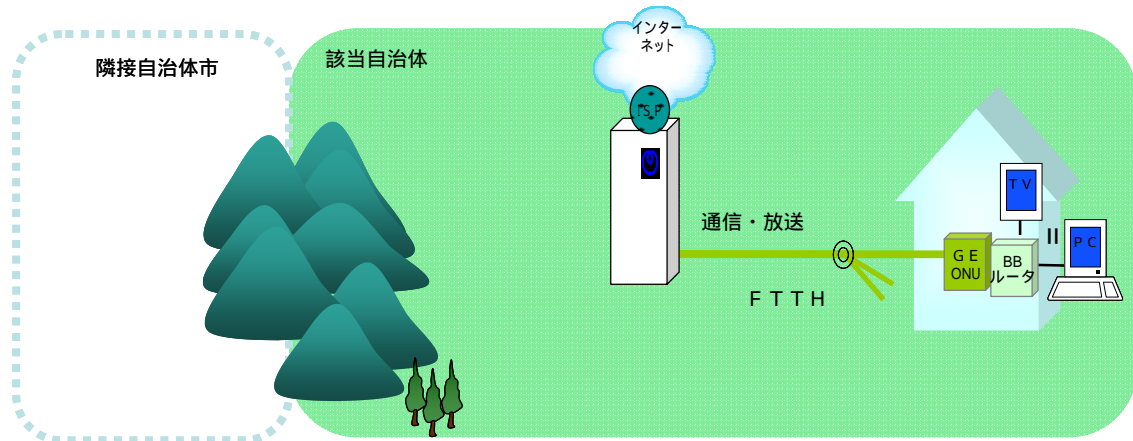 隣接自治体市
該当自治体
インター
ネット
ＩＳＰ
通信・放送
ＦＴＴＨ
ＴＶ
ＰＣ
ＧＥ
ONU
BB
ルータ